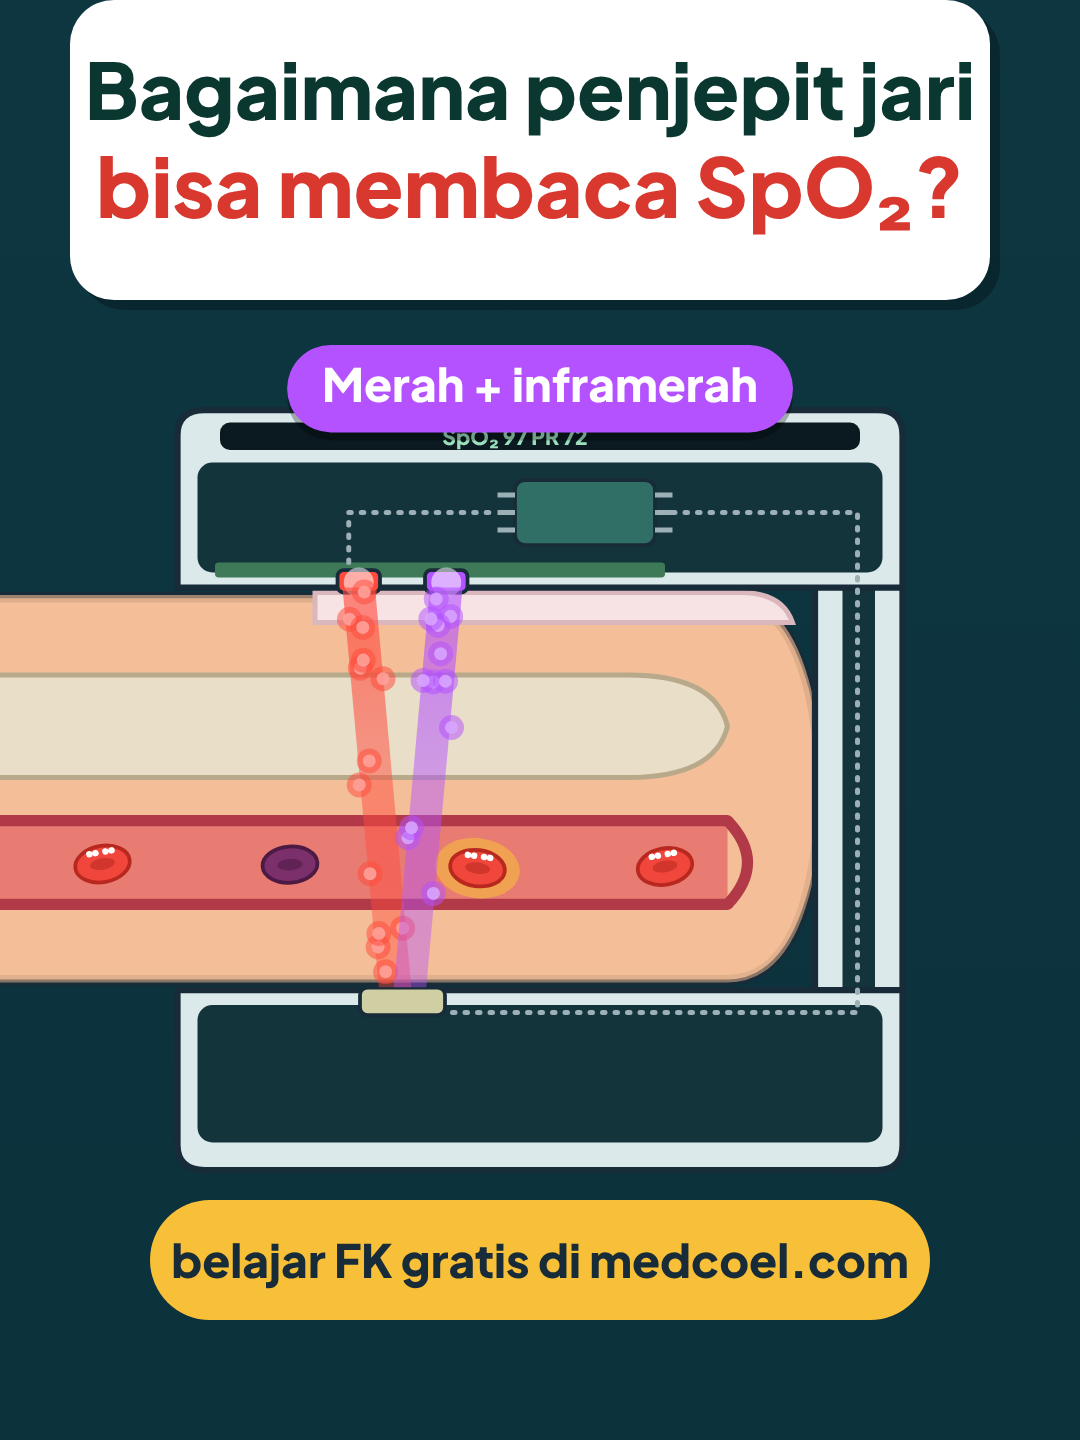 Bagaimana penjepit jari
bisa membaca SpO₂?
Merah + inframerah
SpO₂ 97 PR 72
belajar FK gratis di medcoel.com